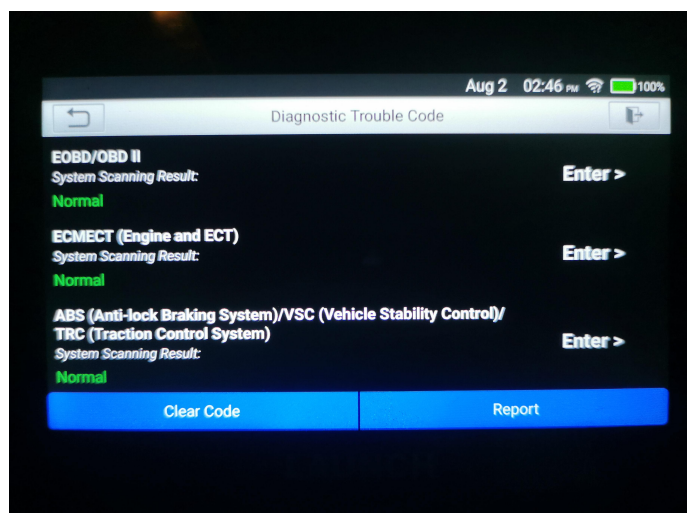 Aug 2 02:46 PM 100%
Diagnostic Trouble Code
EOBD/OBD II
System Scanning Result:
Enter >
Normal
ECMECT (Engine and ECT)
System Scanning Result:
Enter >
Normal
ABS (Anti-lock Braking System)/VSC (Vehicle Stability Control)/
TRC (Traction Control System)
System Scanning Result:
Enter >
Normal
Clear Code Report
LAUNCH